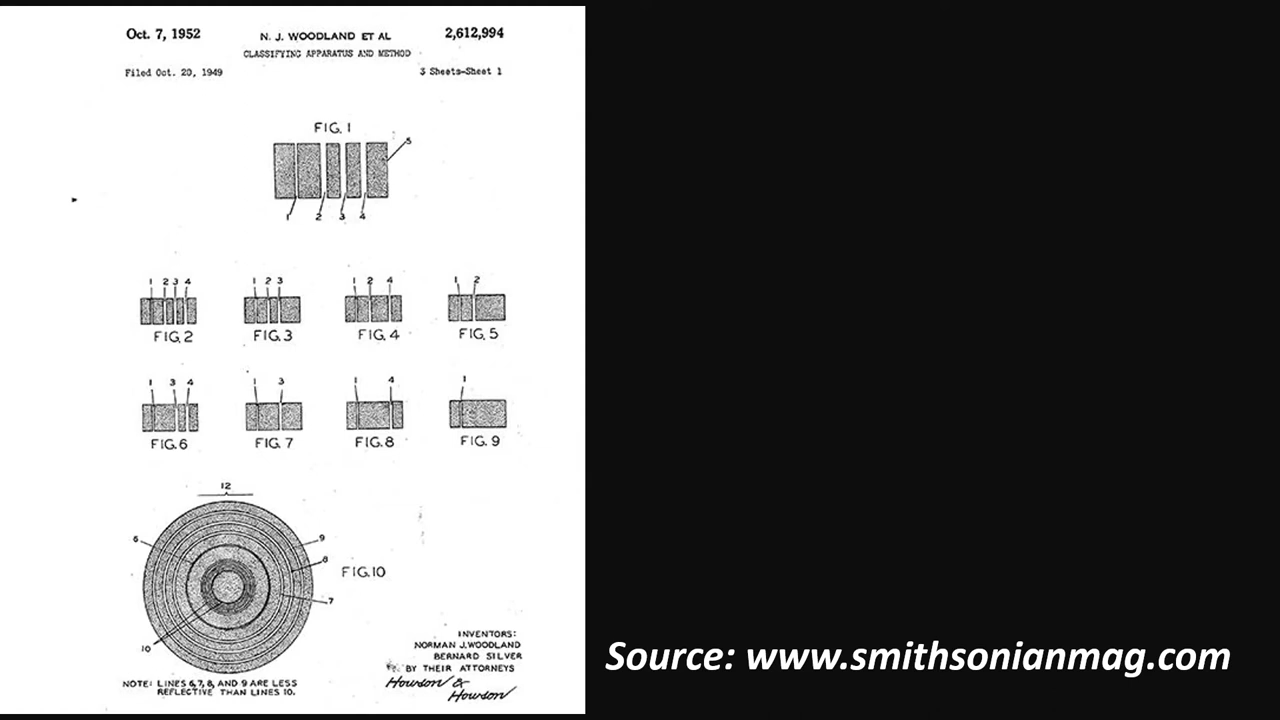 Oct. 7, 1952 N. J. WOODLAND ET AL 2,612,994
CLASSIFYING APPARATUS AND METHOD
Filed Oct. 20, 1949 3 Sheets-Sheet 1
FIG. 1
5
1 2 3 4
1 2 3 4 1 2 3 1 2 4 1 2
FIG. 2 FIG. 3 FIG. 4 FIG. 5
1 3 4 1 3 1 4 1
FIG. 6 FIG. 7 FIG. 8 FIG. 9
12
6 9
8
FIG. 10
7
10
INVENTORS:
NORMAN J. WOODLAND
BERNARD SILVER
BY THEIR ATTORNEYS
Howson &
Howson
NOTE: LINES 6, 7, 8, AND 9 ARE LESS
REFLECTIVE THAN LINES 10.
Source: www.smithsonianmag.com